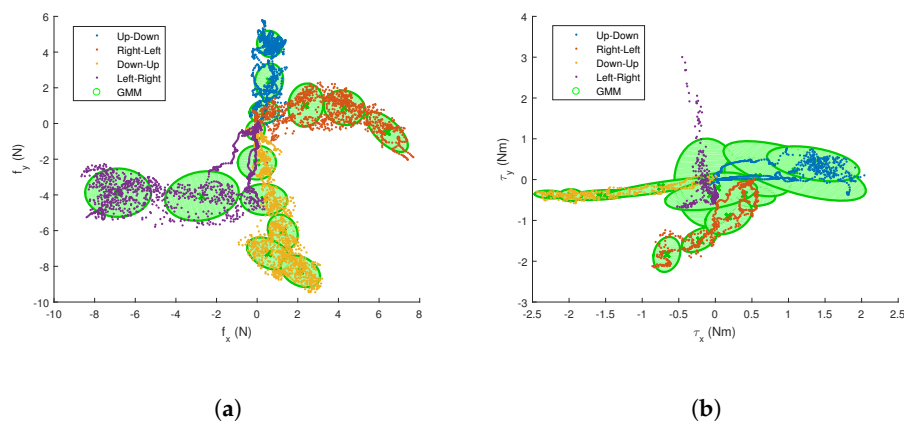 6
4
2
0
-2
-4
-6
-8
-10
f_y (N)
Up-Down
Right-Left
Down-Up
Left-Right
GMM
-10 -8 -6 -4 -2 0 2 4 6 8
f_x (N)
(a)
4
3
2
1
0
-1
-2
-3
τ_y (Nm)
Up-Down
Right-Left
Down-Up
Left-Right
GMM
-2.5 -2 -1.5 -1 -0.5 0 0.5 1 1.5 2 2.5
τ_x (Nm)
(b)